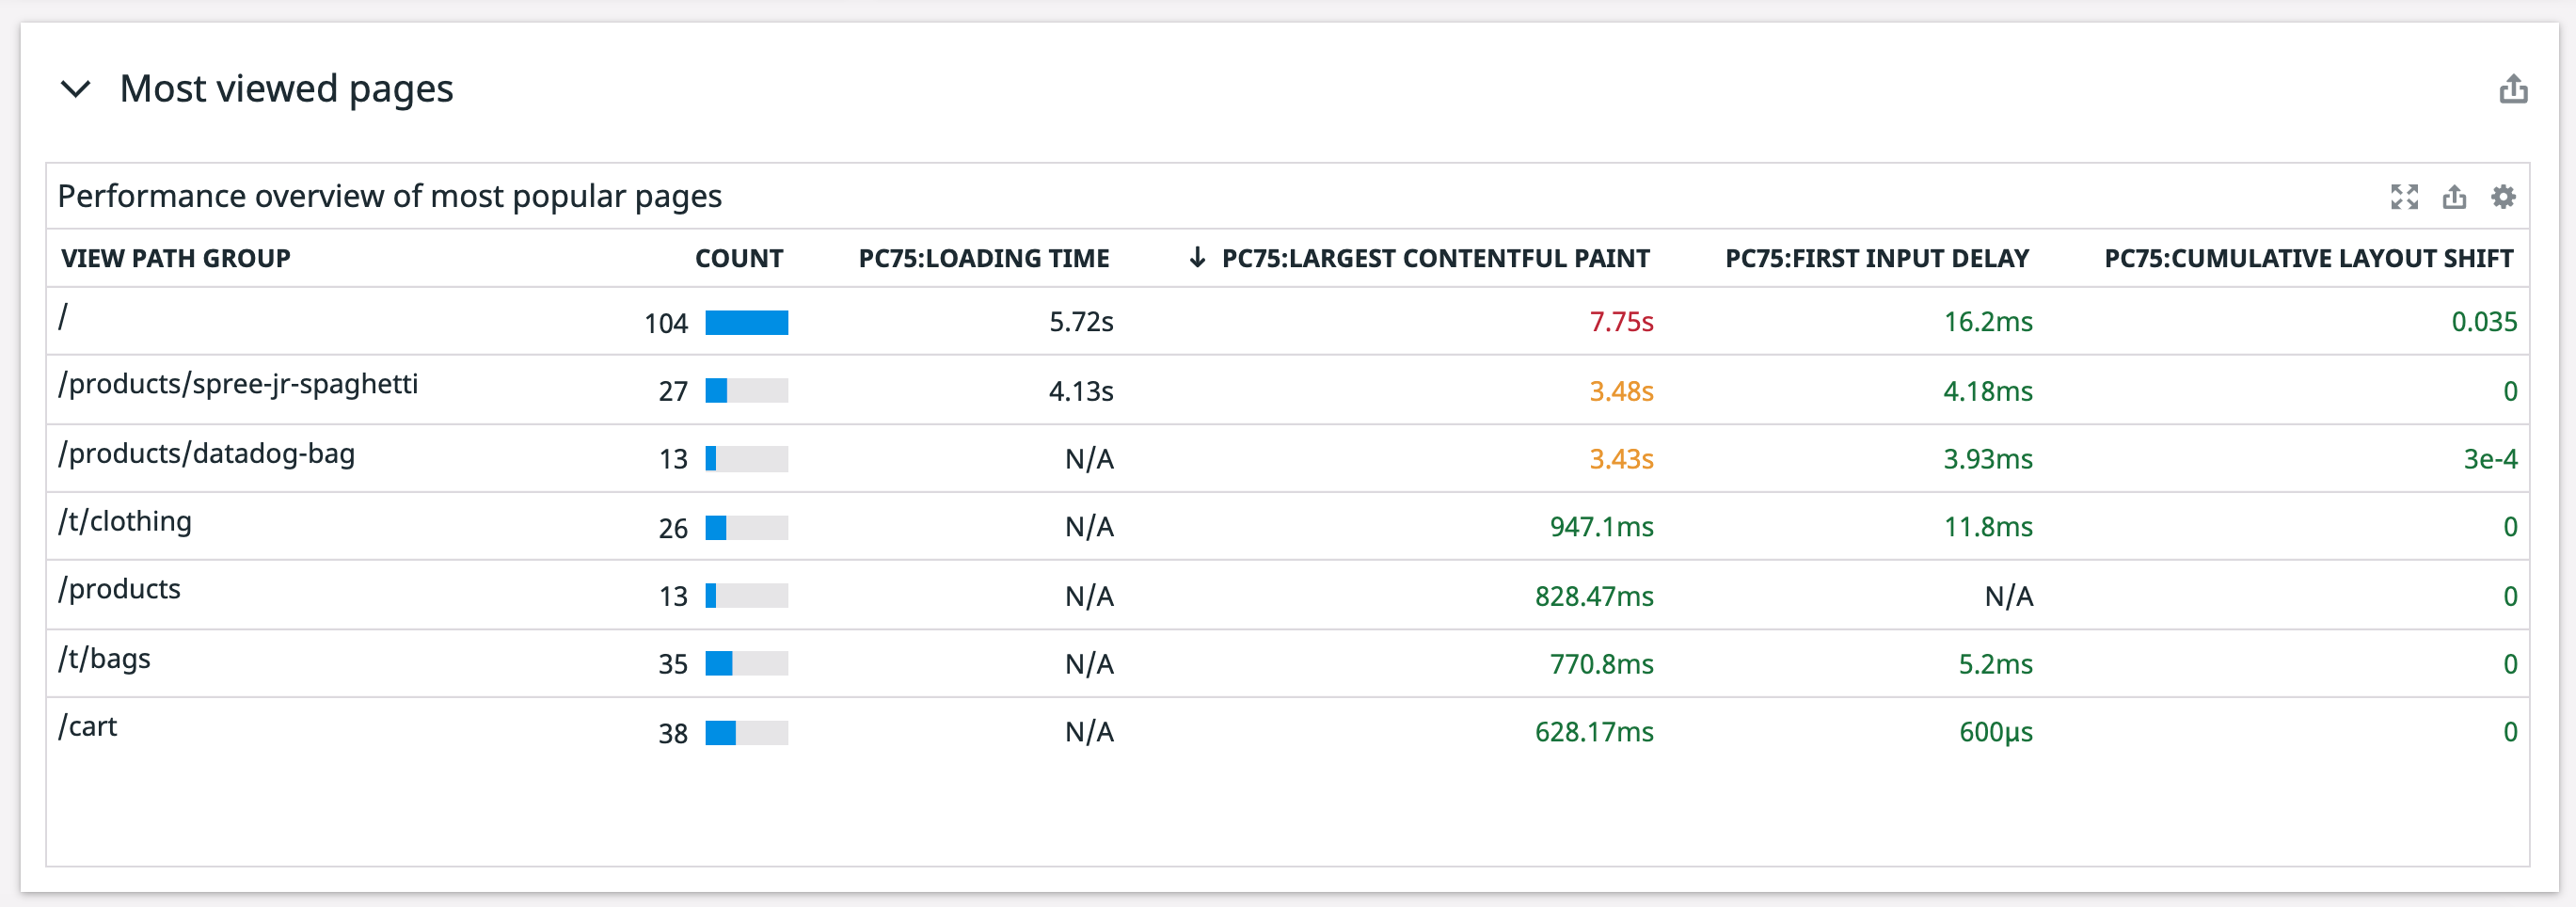 Most viewed pages
Performance overview of most popular pages
VIEW PATH GROUP COUNT PC75:LOADING TIME ↓ PC75:LARGEST CONTENTFUL PAINT PC75:FIRST INPUT DELAY PC75:CUMULATIVE LAYOUT SHIFT
/ 104 5.72s 7.75s 16.2ms 0.035
/products/spree-jr-spaghetti 27 4.13s 3.48s 4.18ms 0
/products/datadog-bag 13 N/A 3.43s 3.93ms 3e-4
/t/clothing 26 N/A 947.1ms 11.8ms 0
/products 13 N/A 828.47ms N/A 0
/t/bags 35 N/A 770.8ms 5.2ms 0
/cart 38 N/A 628.17ms 600µs 0